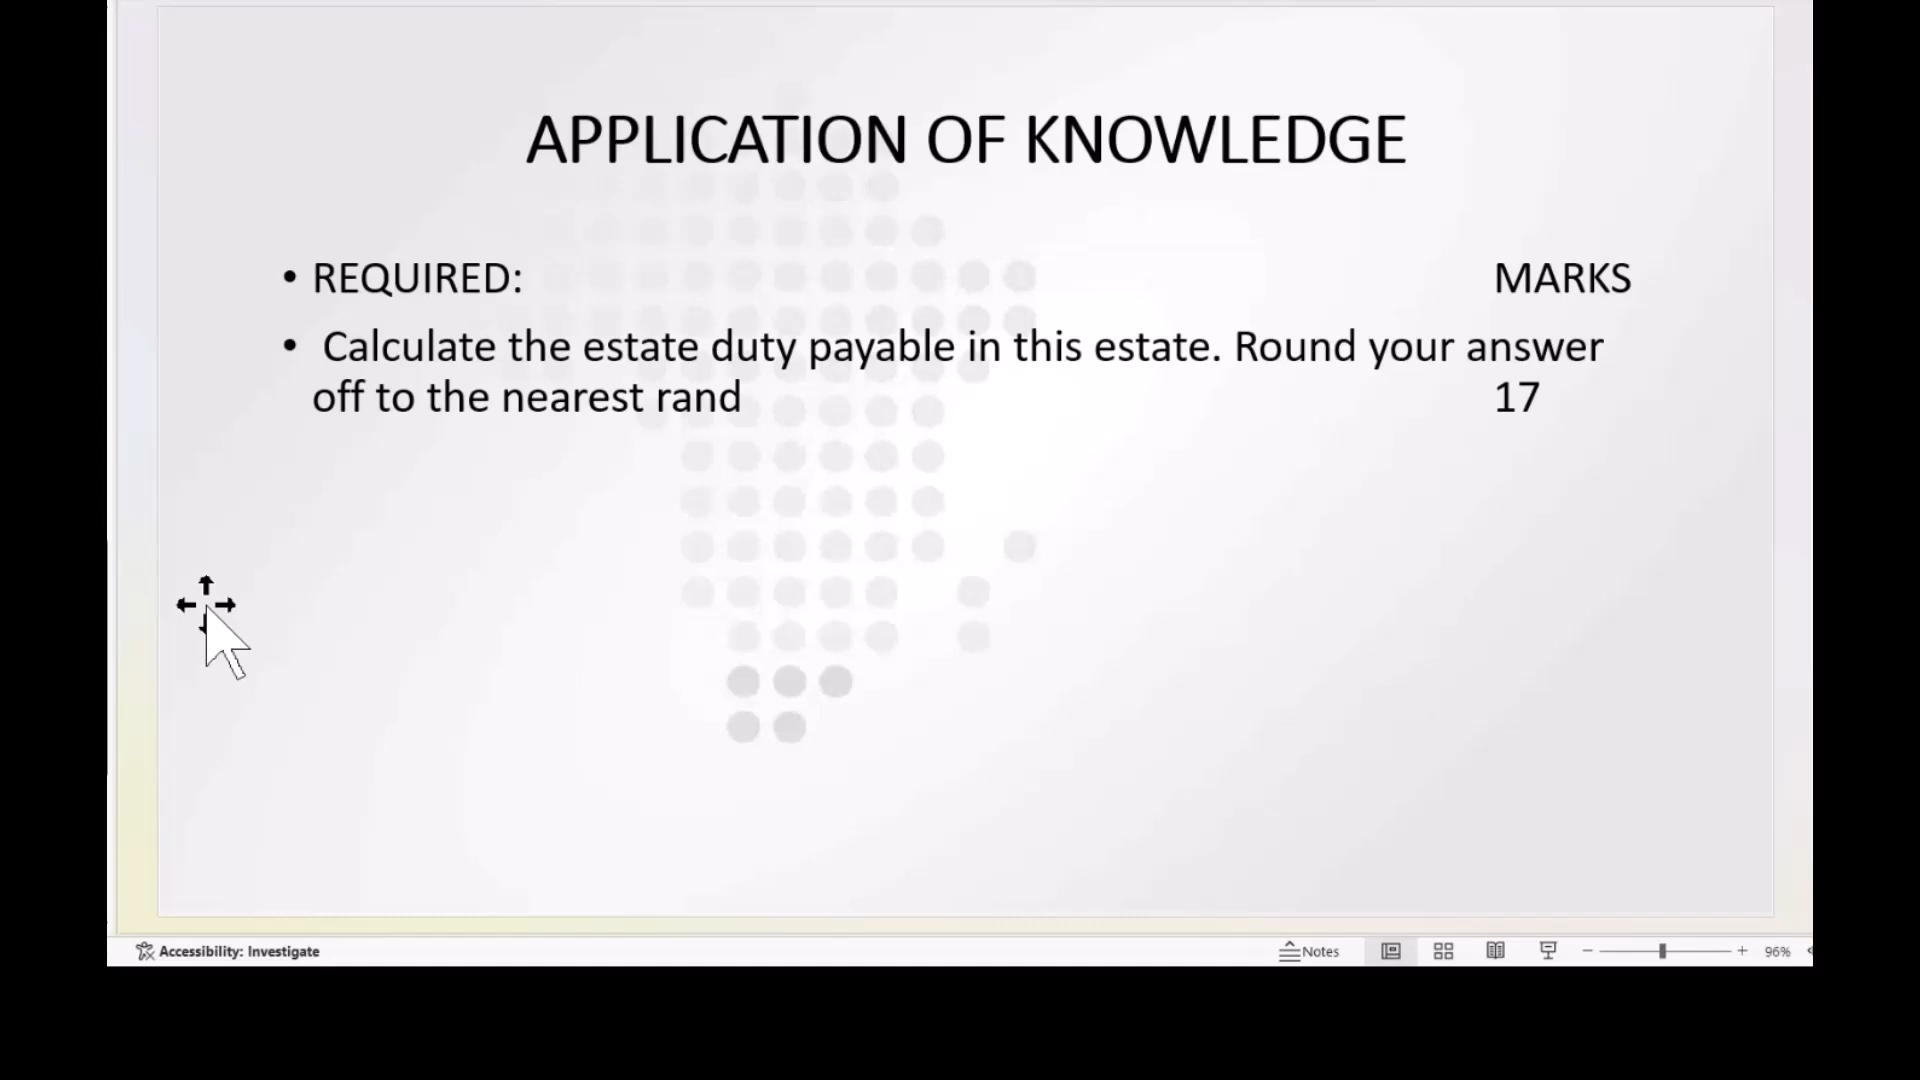 APPLICATION OF KNOWLEDGE
• REQUIRED: MARKS
• Calculate the estate duty payable in this estate. Round your answer
off to the nearest rand 17
Accessibility: Investigate
Notes
96%